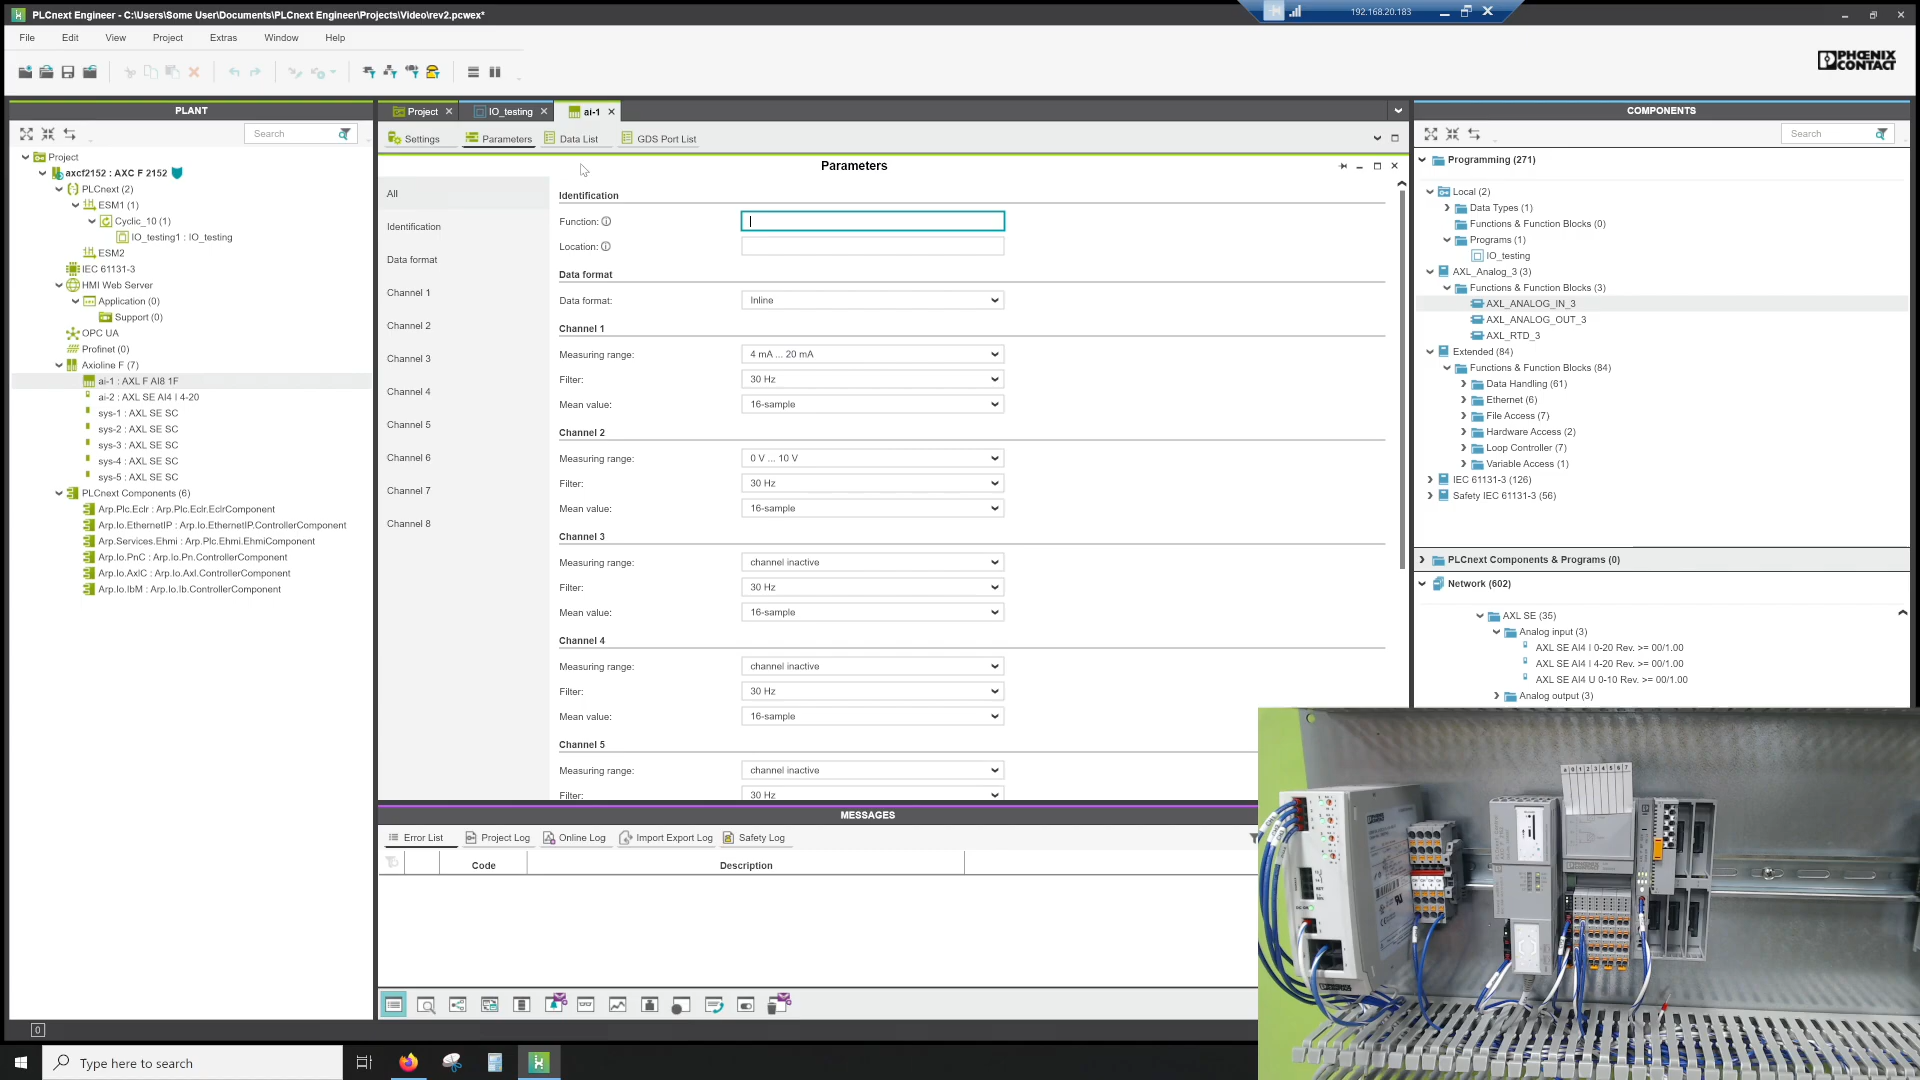 PLCnext Engineer - C:\Users\Some User\Documents\PLCnext Engineer\Projects\Video\rev2.pcwex*
192.168.20.183
File Edit View Project Extras Window Help
PHŒNIX CONTACT
PLANT
Search
Project
axcf2152 : AXC F 2152
PLCnext (2)
ESM1 (1)
Cyclic_10 (1)
IO_testing1 : IO_testing
ESM2
IEC 61131-3
HMI Web Server
Application (0)
Support (0)
OPC UA
Profinet (0)
Axioline F (7)
ai-1 : AXL F AI8 1F
ai-2 : AXL SE AI4 I 4-20
sys-1 : AXL SE SC
sys-2 : AXL SE SC
sys-3 : AXL SE SC
sys-4 : AXL SE SC
sys-5 : AXL SE SC
PLCnext Components (6)
Arp.Plc.Eclr : Arp.Plc.Eclr.EclrComponent
Arp.Io.EthernetIP : Arp.Io.EthernetIP.ControllerComponent
Arp.Services.Ehmi : Arp.Plc.Ehmi.EhmiComponent
Arp.Io.PnC : Arp.Io.Pn.ControllerComponent
Arp.Io.AxlC : Arp.Io.Axl.ControllerComponent
Arp.Io.IbM : Arp.Io.Ib.ControllerComponent
Project IO_testing ai-1
Settings Parameters Data List GDS Port List
Parameters
All
Identification
Data format
Channel 1
Channel 2
Channel 3
Channel 4
Channel 5
Channel 6
Channel 7
Channel 8
Identification
Function:
Location:
Data format
Data format: Inline
Channel 1
Measuring range: 4 mA ... 20 mA
Filter: 30 Hz
Mean value: 16-sample
Channel 2
Measuring range: 0 V ... 10 V
Filter: 30 Hz
Mean value: 16-sample
Channel 3
Measuring range: channel inactive
Filter: 30 Hz
Mean value: 16-sample
Channel 4
Measuring range: channel inactive
Filter: 30 Hz
Mean value: 16-sample
Channel 5
Measuring range: channel inactive
Filter: 30 Hz
MESSAGES
Error List Project Log Online Log Import Export Log Safety Log
Code Description
COMPONENTS
Search
Programming (271)
Local (2)
Data Types (1)
Functions & Function Blocks (0)
Programs (1)
IO_testing
AXL_Analog_3 (3)
Functions & Function Blocks (3)
AXL_ANALOG_IN_3
AXL_ANALOG_OUT_3
AXL_RTD_3
Extended (84)
Functions & Function Blocks (84)
Data Handling (61)
Ethernet (6)
File Access (7)
Hardware Access (2)
Loop Controller (7)
Variable Access (1)
IEC 61131-3 (126)
Safety IEC 61131-3 (56)
PLCnext Components & Programs (0)
Network (602)
AXL SE (35)
Analog input (3)
AXL SE AI4 I 0-20 Rev. >= 00/1.00
AXL SE AI4 I 4-20 Rev. >= 00/1.00
AXL SE AI4 U 0-10 Rev. >= 00/1.00
Analog output (3)
0
Type here to search